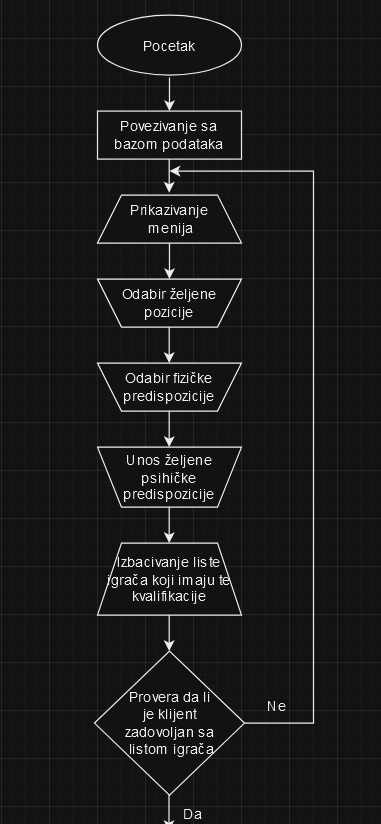 Pocetak
Povezivanje sa
bazom podataka
Prikazivanje
menija
Odabir željene
pozicije
Odabir fizičke
predispozicije
Unos željene
psihičke
predispozicije
Izbacivanje liste
igrača koji imaju te
kvalifikacije
Provera da li
je klijent
zadovoljan sa
listom igrača
Ne
Da